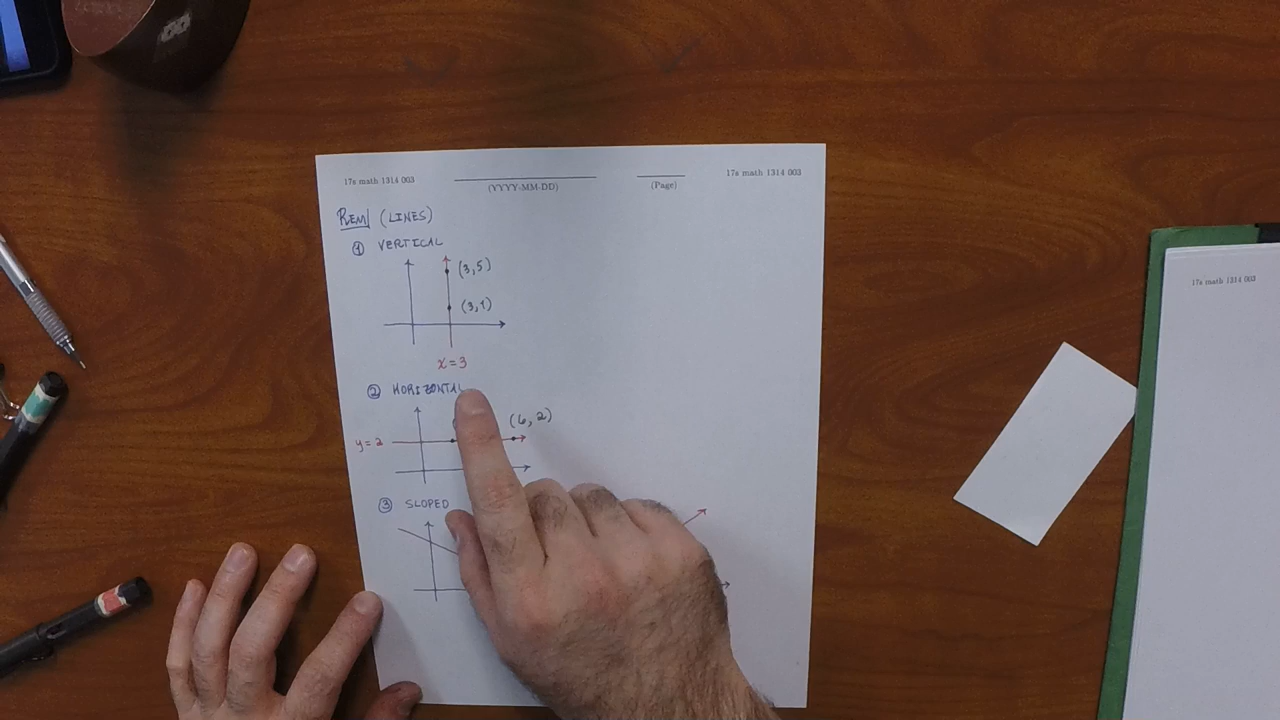 17s math 1314 003
(YYYY-MM-DD)
(Page)
17s math 1314 003
REM (LINES)
① VERTICAL
(3,5)
(3,1)
x=3
② HORIZONTAL
(6,2)
y=2
③ SLOPED
17s math 1314 003